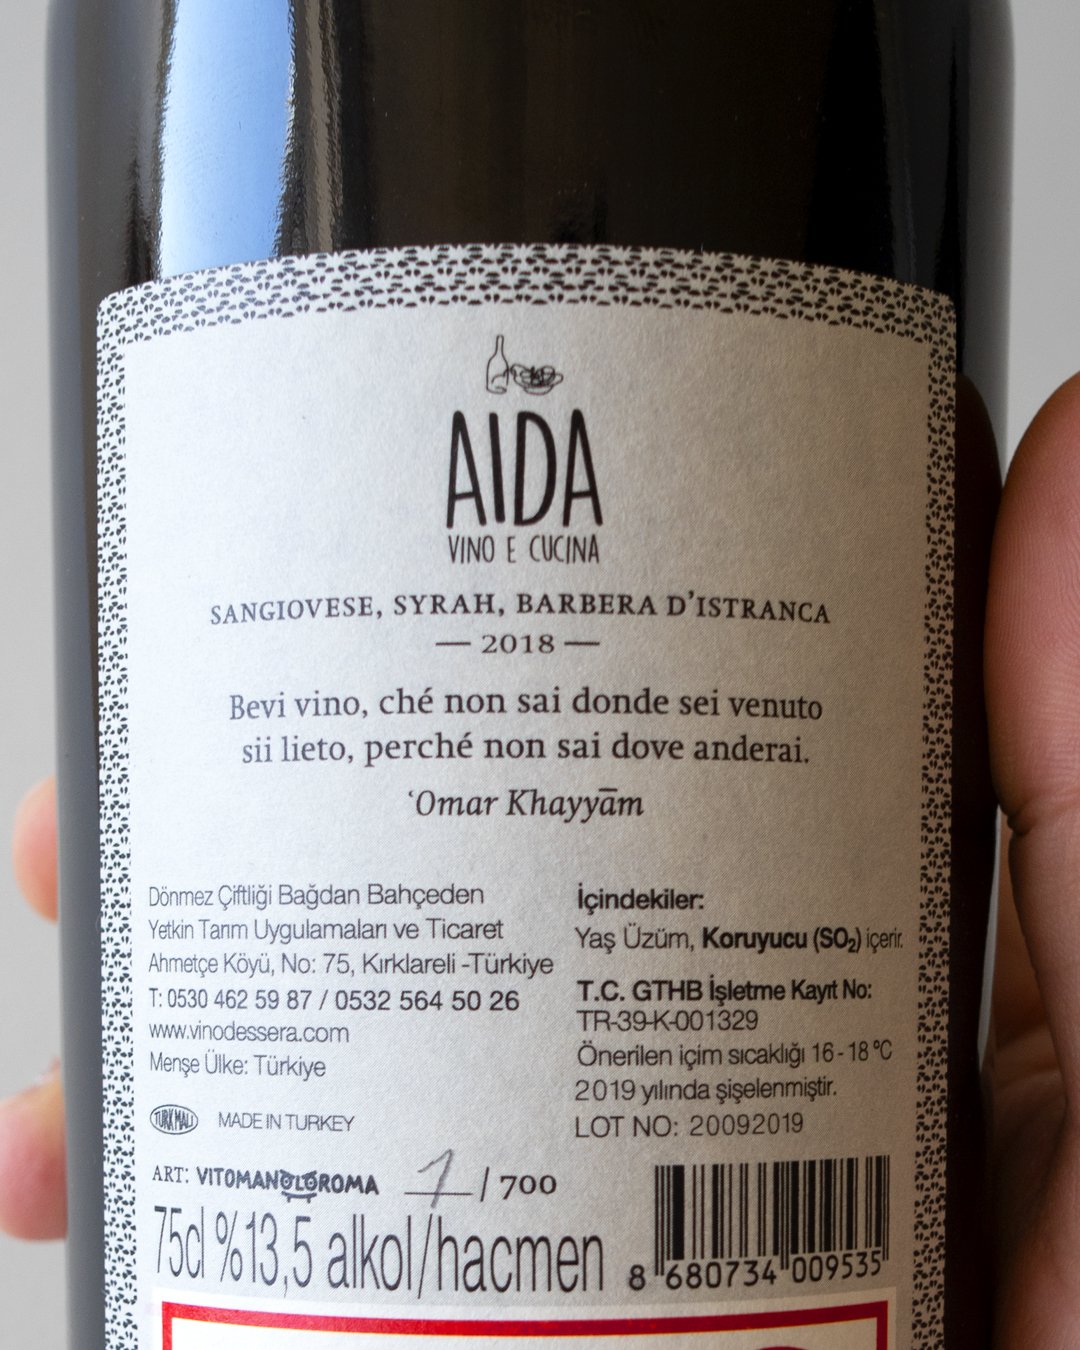 AIDA
VINO E CUCINA
SANGIOVESE, SYRAH, BARBERA D'ISTRANCA
— 2018 —
Bevi vino, ché non sai donde sei venuto
sii lieto, perché non sai dove anderai.
ʿOmar Khayyām
Dönmez Çiftliği Bağdan Bahçeden
Yetkin Tarım Uygulamaları ve Ticaret
Ahmetçe Köyü, No: 75, Kırklareli -Türkiye
T: 0530 462 59 87 / 0532 564 50 26
www.vinodessera.com
Menşe Ülke: Türkiye
TÜRK MALI MADE IN TURKEY
İçindekiler:
Yaş Üzüm, Koruyucu (SO₂) içerir.
T.C. GTHB İşletme Kayıt No:
TR-39-K-001329
Önerilen içim sıcaklığı 16 - 18 °C
2019 yılında şişelenmiştir.
LOT NO: 20092019
ART: VITOMANOLOROMA 1 / 700
75cl %13,5 alkol/hacmen
8 680734 009535